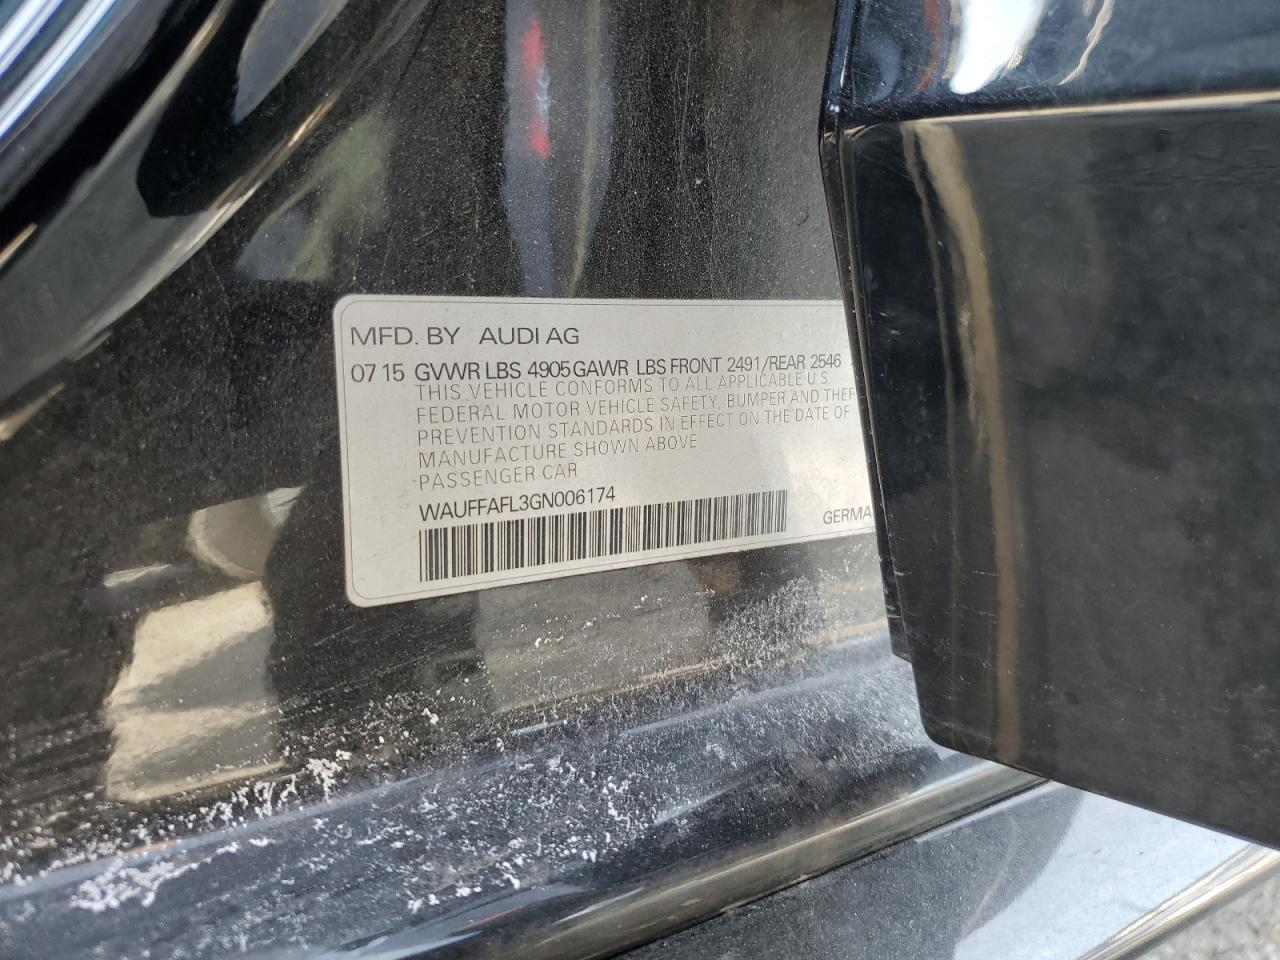 MFD. BY AUDI AG
07 15 GVWR LBS 4905 GAWR LBS FRONT 2491/REAR 2546
THIS VEHICLE CONFORMS TO ALL APPLICABLE U S
FEDERAL MOTOR VEHICLE SAFETY, BUMPER AND THEF
PREVENTION STANDARDS IN EFFECT ON THE DATE OF
MANUFACTURE SHOWN ABOVE
PASSENGER CAR
WAUFFAFL3GN006174
GERMA